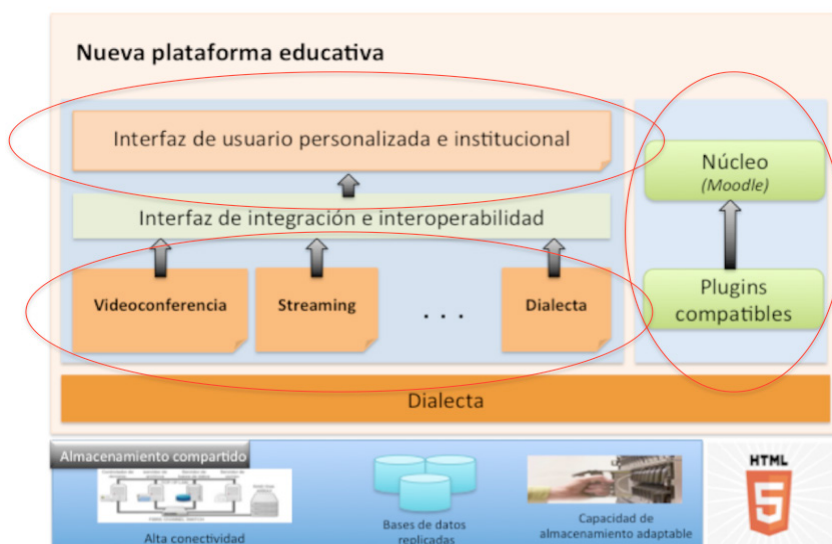 Nueva plataforma educativa
Interfaz de usuario personalizada e institucional
Interfaz de integración e interoperabilidad
Videoconferencia
Streaming
. . .
Dialecta
Núcleo
(Moodle)
Plugins
compatibles
Dialecta
Almacenamiento compartido
Alta conectividad
Bases de datos
replicadas
Capacidad de
almacenamiento adaptable
HTML
5